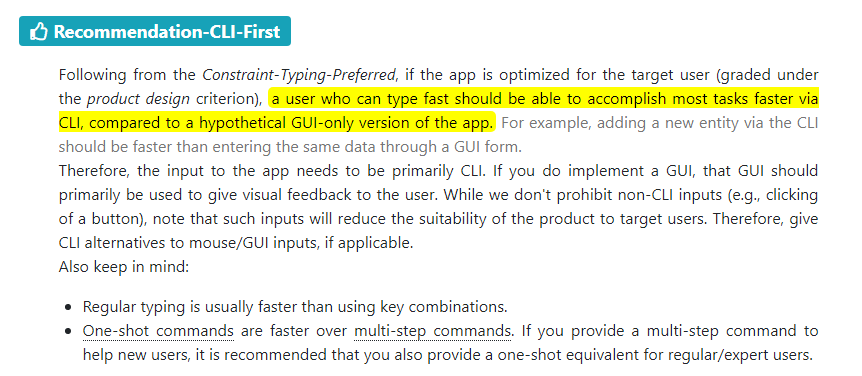 Recommendation-CLI-First
Following from the Constraint-Typing-Preferred, if the app is optimized for the target user (graded under
the product design criterion), a user who can type fast should be able to accomplish most tasks faster via
CLI, compared to a hypothetical GUI-only version of the app. For example, adding a new entity via the CLI
should be faster than entering the same data through a GUI form.
Therefore, the input to the app needs to be primarily CLI. If you do implement a GUI, that GUI should
primarily be used to give visual feedback to the user. While we don't prohibit non-CLI inputs (e.g., clicking
of a button), note that such inputs will reduce the suitability of the product to target users. Therefore, give
CLI alternatives to mouse/GUI inputs, if applicable.
Also keep in mind:
• Regular typing is usually faster than using key combinations.
• One-shot commands are faster over multi-step commands. If you provide a multi-step command to
help new users, it is recommended that you also provide a one-shot equivalent for regular/expert users.